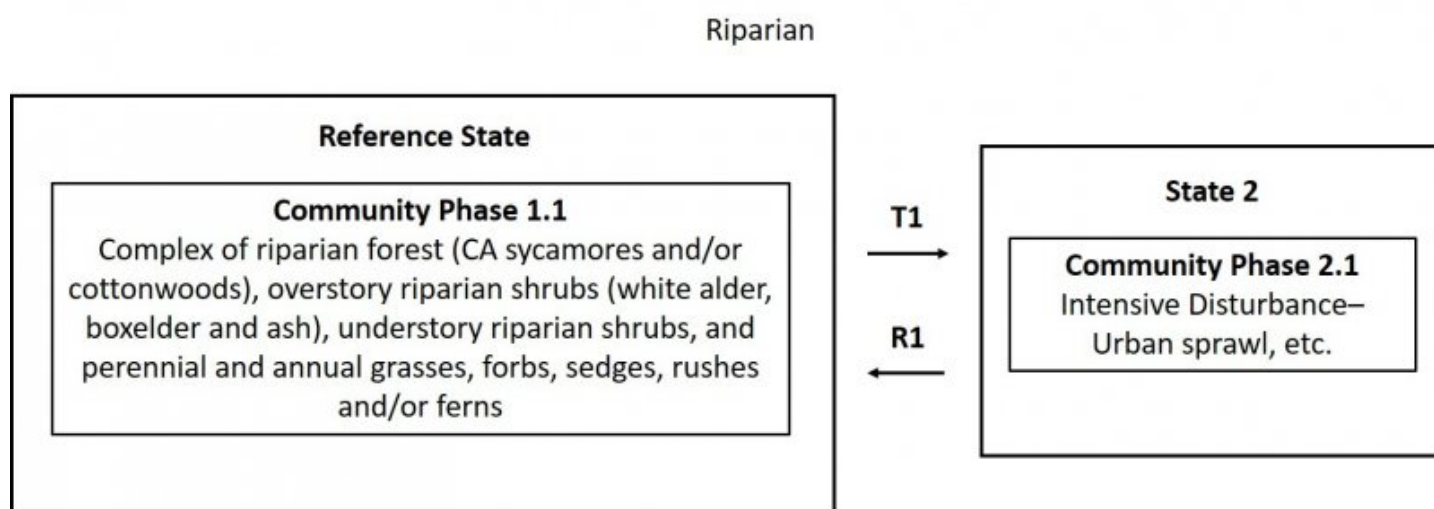 Riparian
Reference State
Community Phase 1.1
Complex of riparian forest (CA sycamores and/or
cottonwoods), overstory riparian shrubs (white alder,
boxelder and ash), understory riparian shrubs, and
perennial and annual grasses, forbs, sedges, rushes
and/or ferns
T1
R1
State 2
Community Phase 2.1
Intensive Disturbance–
Urban sprawl, etc.